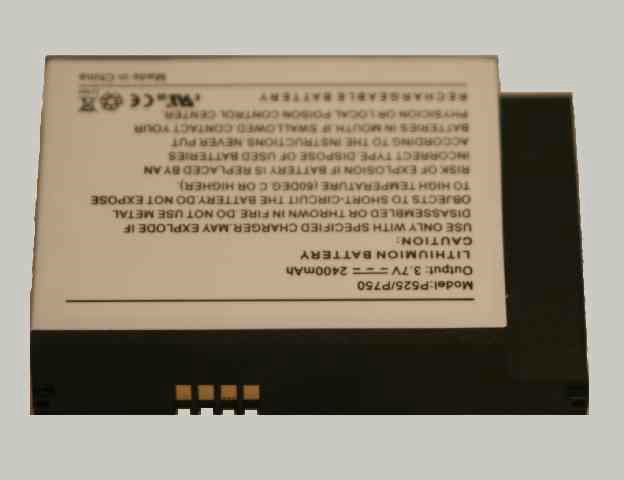 Model:P525/P750
Output: 3.7V 2400mAh
LITHIUMION BATTERY
CAUTION:
USE ONLY WITH SPECIFIED CHARGER.MAY EXPLODE IF
DISASSEMBLED OR THROWN IN FIRE DO NOT USE METAL
OBJECTS TO SHORT-CIRCUIT THE BATTERY.DO NOT EXPOSE
TO HIGH TEMPERATURE (60DEG.C OR HIGHER).
RISK OF EXPLOSION IF BATTERY IS REPLACED BY AN
INCORRECT TYPE.DISPOSE OF USED BATTERIES
ACCORDING TO THE INSTRUCTIONS.NEVER PUT
BATTERIES IN MOUTH IF SWALLOWED.CONTACT YOUR
PHYSICION OR LOCAL POISON CONTROL CENTER.
RECHARGEABLE BATTERY
Made in China